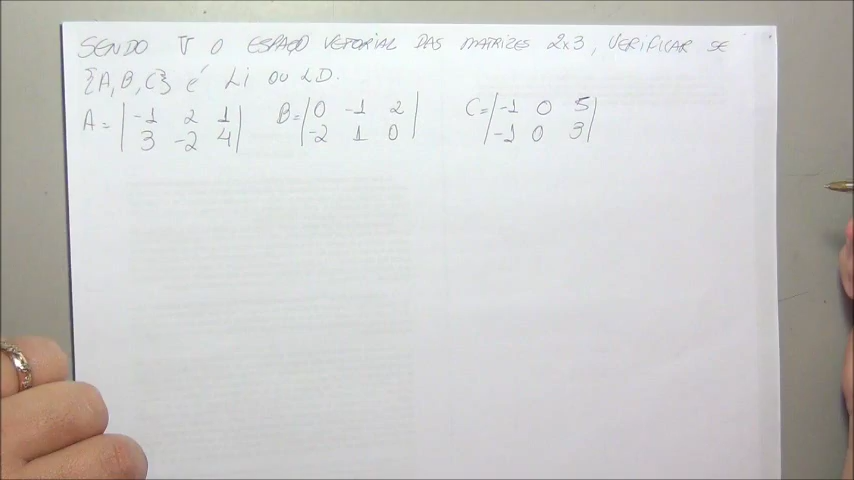 SENDO V O ESPAÇO VETORIAL DAS MATRIZES 2x3, VERIFICAR SE
{A, B, C} é LI OU LD.
A = | -1 2 1 | B = | 0 -1 2 | C = | -1 0 5 |
| 3 -2 4 | | -2 1 0 | | -1 0 3 |